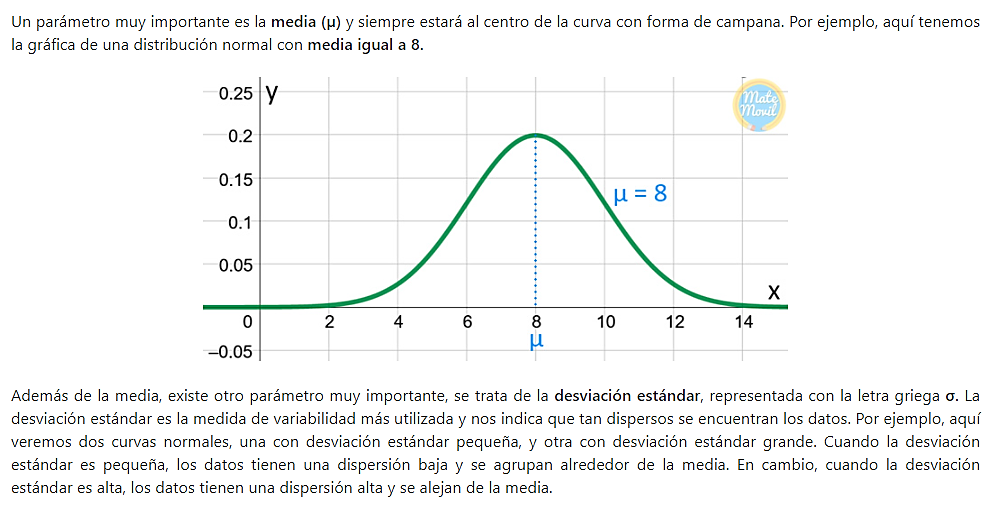 Un parámetro muy importante es la media (μ) y siempre estará al centro de la curva con forma de campana. Por ejemplo, aquí tenemos
la gráfica de una distribución normal con media igual a 8.
0.25 y
Mate
Movil
0.2
0.15
μ = 8
0.1
0.05
x
0 2 4 6 8 10 12 14
μ
−0.05
Además de la media, existe otro parámetro muy importante, se trata de la desviación estándar, representada con la letra griega σ. La
desviación estándar es la medida de variabilidad más utilizada y nos indica que tan dispersos se encuentran los datos. Por ejemplo, aquí
veremos dos curvas normales, una con desviación estándar pequeña, y otra con desviación estándar grande. Cuando la desviación
estándar es pequeña, los datos tienen una dispersión baja y se agrupan alrededor de la media. En cambio, cuando la desviación
estándar es alta, los datos tienen una dispersión alta y se alejan de la media.